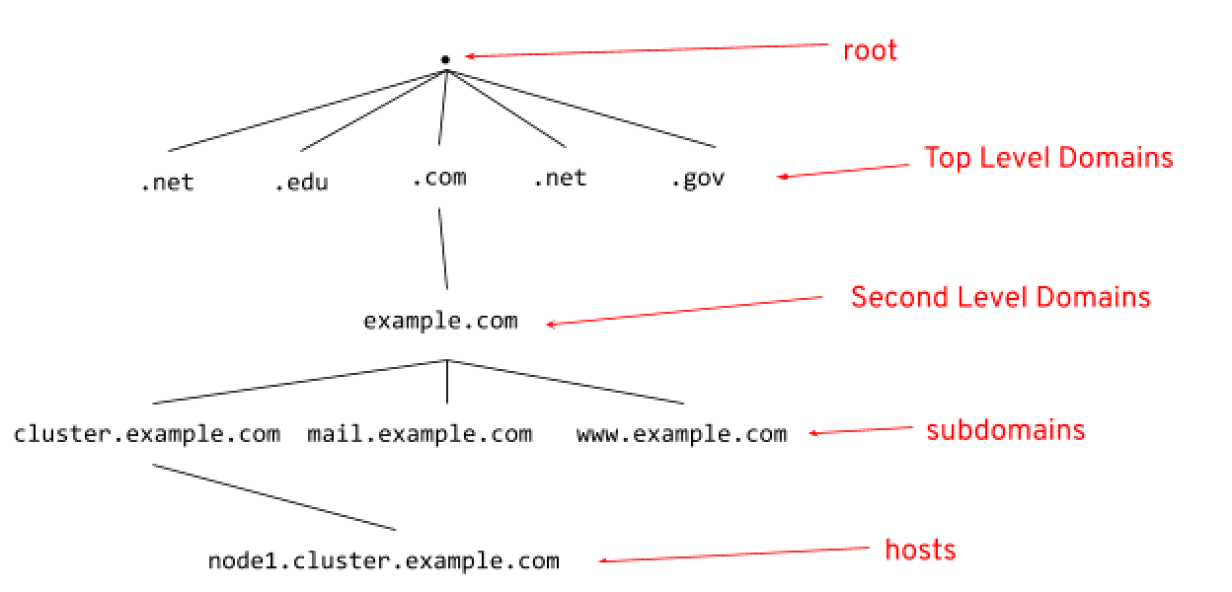 root
.net .edu .com .net .gov
Top Level Domains
example.com
Second Level Domains
cluster.example.com mail.example.com www.example.com
subdomains
node1.cluster.example.com
hosts